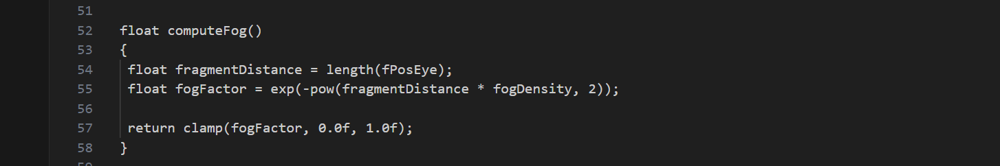 51
52 float computeFog()
53 {
54 float fragmentDistance = length(fPosEye);
55 float fogFactor = exp(-pow(fragmentDistance * fogDensity, 2));
56
57 return clamp(fogFactor, 0.0f, 1.0f);
58 }